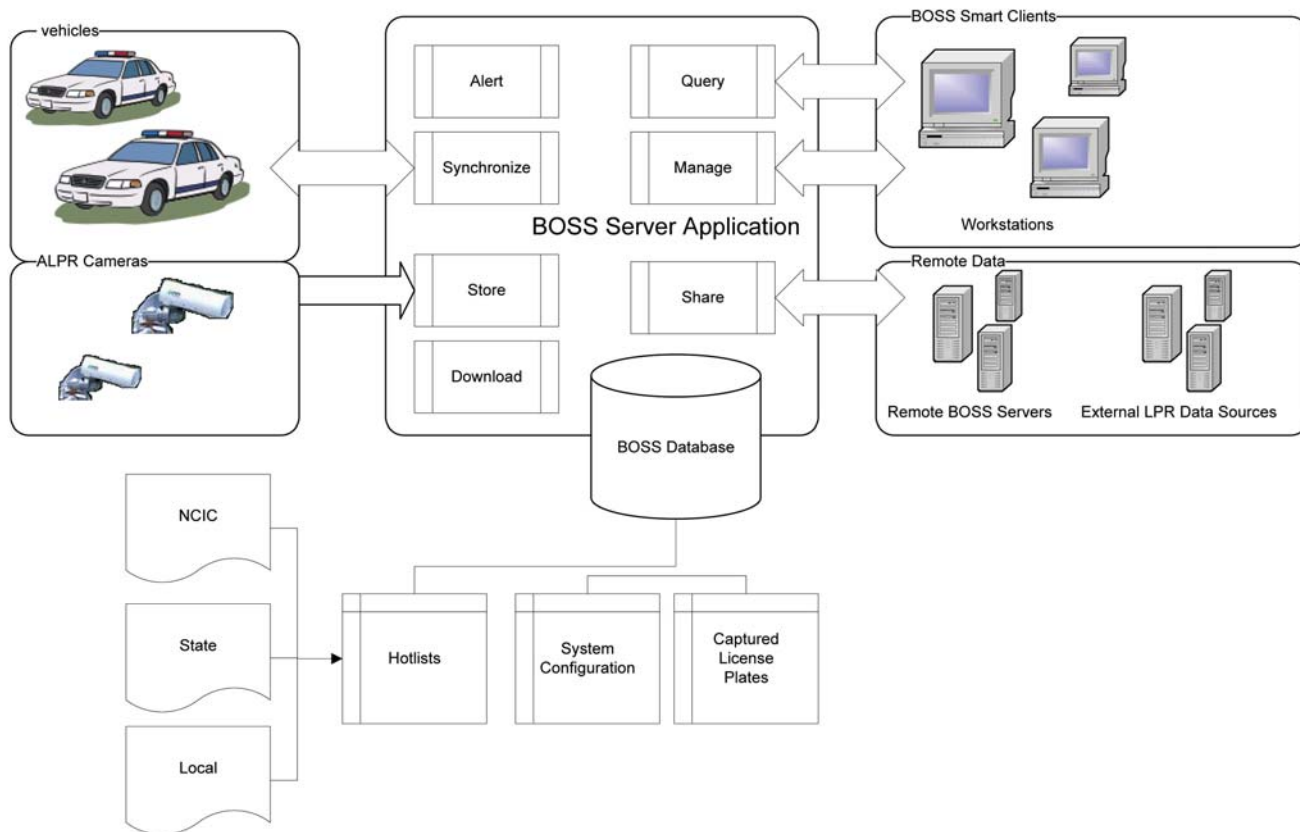 vehicles
BOSS Smart Clients
Alert
Query
Synchronize
Manage
BOSS Server Application
Workstations
ALPR Cameras
Remote Data
Store
Share
Download
Remote BOSS Servers
External LPR Data Sources
BOSS Database
NCIC
State
Hotlists
System
Configuration
Captured
License
Plates
Local